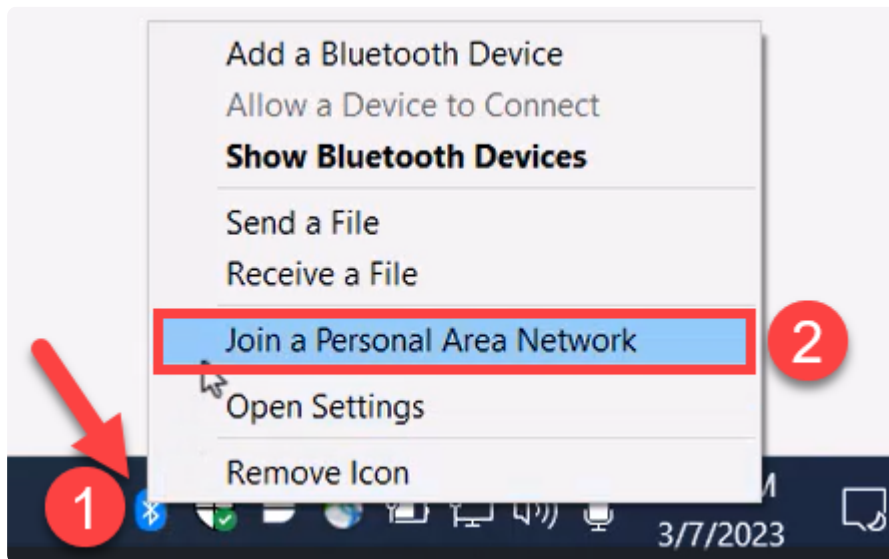 Add a Bluetooth Device
Allow a Device to Connect
Show Bluetooth Devices
Send a File
Receive a File
Join a Personal Area Network
2
Open Settings
Remove Icon
1
M
3/7/2023